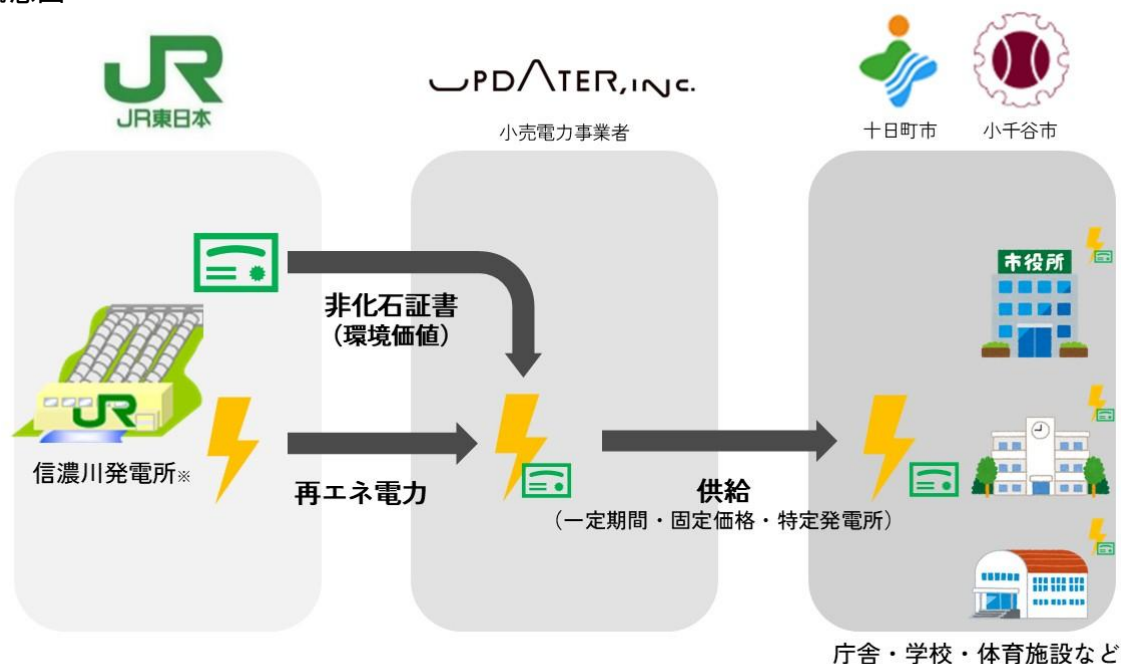 JR
JR東日本
UPDATER, INC.
小売電力事業者
十日町市 小千谷市
市役所
非化石証書
(環境価値)
JR
信濃川発電所※
再エネ電力
供給
(一定期間・固定価格・特定発電所)
庁舎・学校・体育施設など